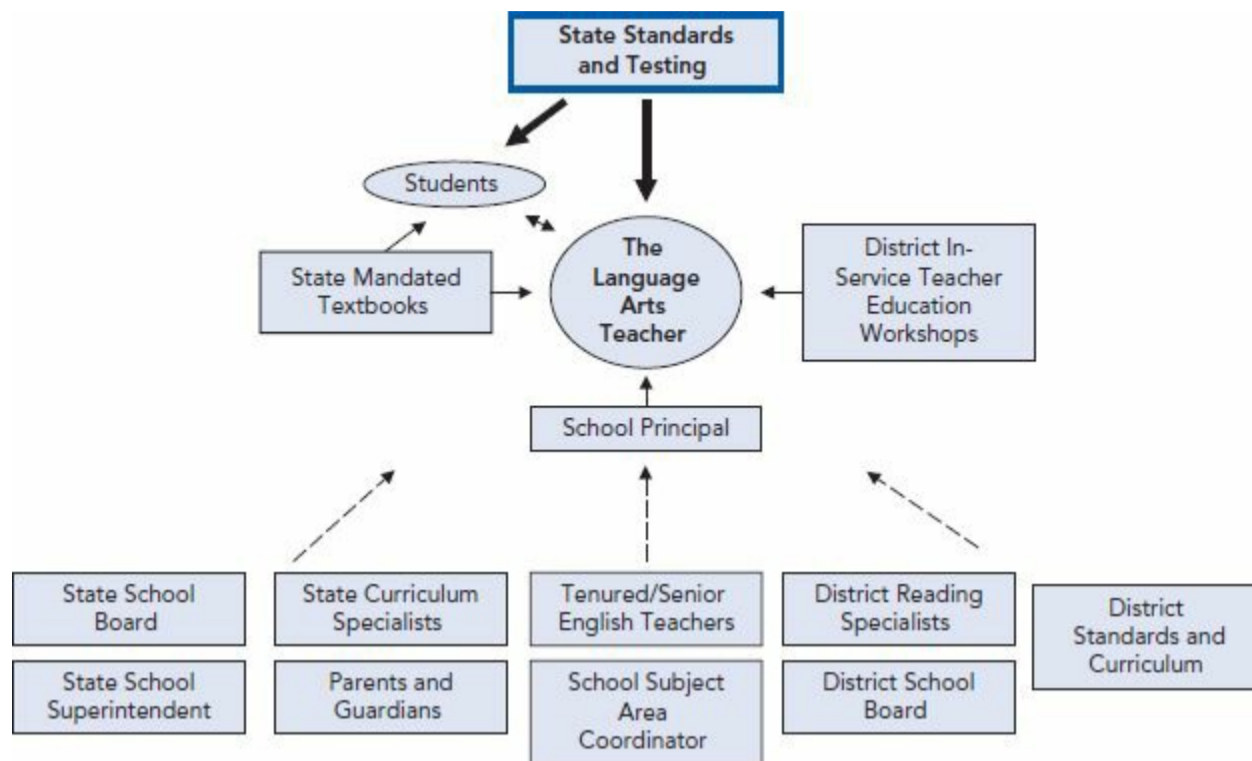 State Standards
and Testing
Students
The
Language
Arts
Teacher
State Mandated
Textbooks
District In-
Service Teacher
Education
Workshops
School Principal
State School
Board
State Curriculum
Specialists
Tenured/Senior
English Teachers
District Reading
Specialists
District
Standards and
Curriculum
State School
Superintendent
Parents and
Guardians
School Subject
Area
Coordinator
District School
Board